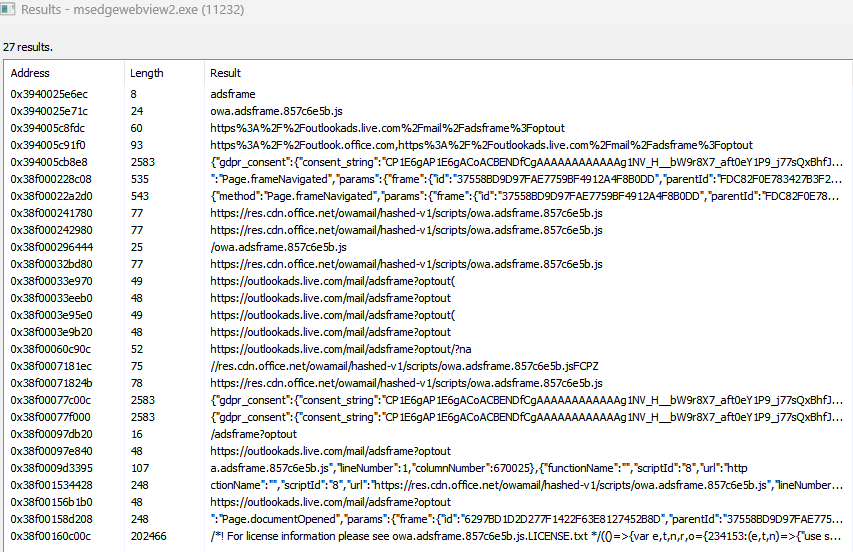 Results - msedgewebview2.exe (11232)
27 results.
Address Length Result
0x3940025e6ec 8 adsframe
0x3940025e71c 24 owa.adsframe.857c6e5b.js
0x394005c8fdc 60 https%3A%2F%2Foutlookads.live.com%2Fmail%2Fadsframe%3Foptout
0x394005c91f0 93 https%3A%2F%2Foutlook.office.com,https%3A%2F%2Foutlookads.live.com%2Fmail%2Fadsframe%3Foptout
0x394005cb8e8 2583 {"gdpr_consent":{"consent_string":"CP1E6gAP1E6gACoACBENDfCgAAAAAAAAAAAAg1NV_H__bW9r8X7_aft0eY1P9_j77sQxBhfJ...
0x38f000228c08 535 ":"Page.frameNavigated","params":{"frame":{"id":"37558BD9D97FAE7759BF4912A4F8B0DD","parentId":"FDC82F0E783427B3F2...
0x38f00022a2d0 543 {"method":"Page.frameNavigated","params":{"frame":{"id":"37558BD9D97FAE7759BF4912A4F8B0DD","parentId":"FDC82F0E78...
0x38f000241780 77 https://res.cdn.office.net/owamail/hashed-v1/scripts/owa.adsframe.857c6e5b.js
0x38f000242980 77 https://res.cdn.office.net/owamail/hashed-v1/scripts/owa.adsframe.857c6e5b.js
0x38f000296444 25 /owa.adsframe.857c6e5b.js
0x38f00032bd80 77 https://res.cdn.office.net/owamail/hashed-v1/scripts/owa.adsframe.857c6e5b.js
0x38f00033e970 49 https://outlookads.live.com/mail/adsframe?optout(
0x38f00033eeb0 48 https://outlookads.live.com/mail/adsframe?optout
0x38f0003e95e0 49 https://outlookads.live.com/mail/adsframe?optout(
0x38f0003e9b20 48 https://outlookads.live.com/mail/adsframe?optout
0x38f00060c90c 52 https://outlookads.live.com/mail/adsframe?optout/?na
0x38f0007181ec 75 //res.cdn.office.net/owamail/hashed-v1/scripts/owa.adsframe.857c6e5b.jsFCPZ
0x38f00071824b 78 https://res.cdn.office.net/owamail/hashed-v1/scripts/owa.adsframe.857c6e5b.js
0x38f00077c00c 2583 {"gdpr_consent":{"consent_string":"CP1E6gAP1E6gACoACBENDfCgAAAAAAAAAAAAg1NV_H__bW9r8X7_aft0eY1P9_j77sQxBhfJ...
0x38f00077f000 2583 {"gdpr_consent":{"consent_string":"CP1E6gAP1E6gACoACBENDfCgAAAAAAAAAAAAg1NV_H__bW9r8X7_aft0eY1P9_j77sQxBhfJ...
0x38f00097db20 16 /adsframe?optout
0x38f00097e840 48 https://outlookads.live.com/mail/adsframe?optout
0x38f0009d3395 107 a.adsframe.857c6e5b.js","lineNumber":1,"columnNumber":670025},{"functionName":"","scriptId":"8","url":"http
0x38f001534428 248 ctionName":"","scriptId":"8","url":"https://res.cdn.office.net/owamail/hashed-v1/scripts/owa.adsframe.857c6e5b.js","lineNumber...
0x38f00156b1b0 48 https://outlookads.live.com/mail/adsframe?optout
0x38f00158d208 248 ":"Page.documentOpened","params":{"frame":{"id":"6297BD1D2D277F1422F63E8127452B8D","parentId":"37558BD9D97FAE775...
0x38f00160c00c 202466 /*! For license information please see owa.adsframe.857c6e5b.js.LICENSE.txt */(()=>{var e,t,n,r,o={234153:(e,t,n)=>{"use s...